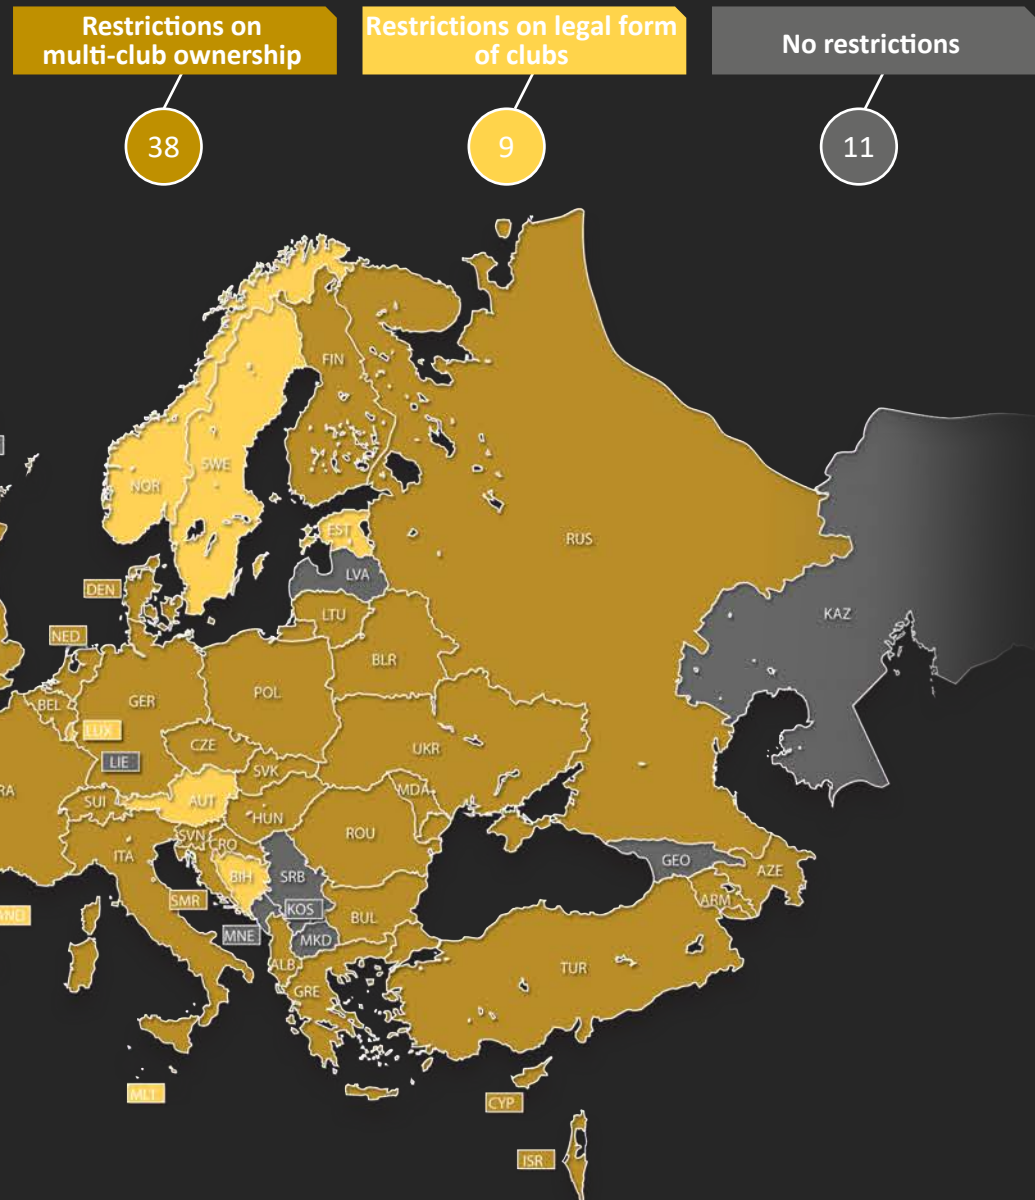 Restrictions on
multi-club ownership
Restrictions on legal form
of clubs
No restrictions
38
9
11
FIN
SWE
NOR
EST
RUS
LVA
DEN
LTU
KAZ
NED
BLR
GER
POL
BEL
LUX
CZE
UKR
LIE
SVK
RA
SUI
AUT
MDA
HUN
SVN
CRO
ROU
ITA
GEO
AZE
BIH
SRB
SMR
KOS
ARM
BUL
MNE
MKD
ALB
TUR
GRE
MLT
CYP
ISR